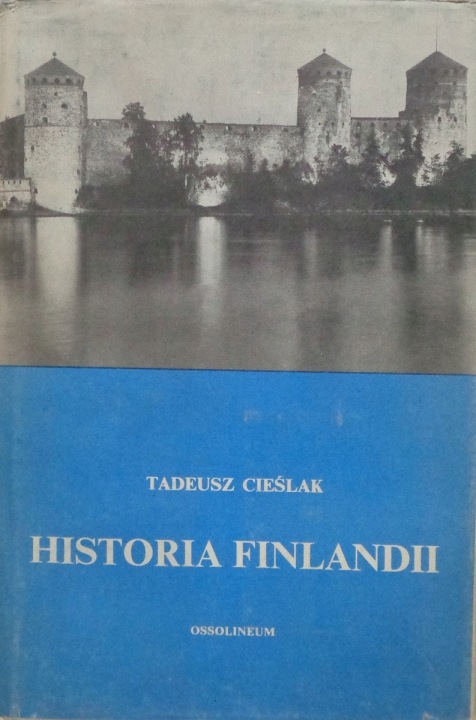 TADEUSZ CIEŚLAK
HISTORIA FINLANDII
OSSOLINEUM